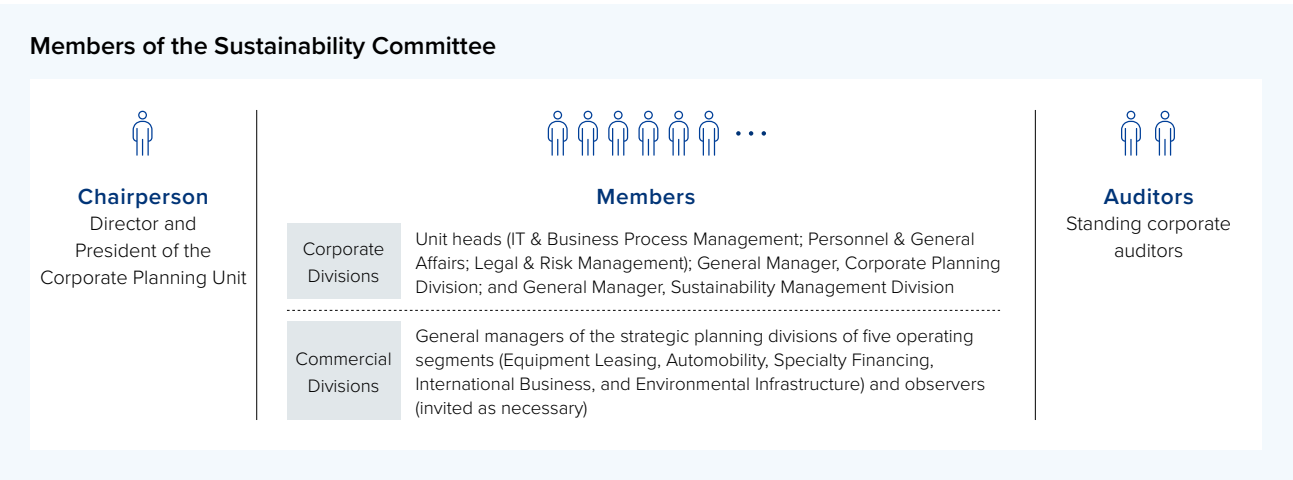 Members of the Sustainability Committee
Chairperson
Director and
President of the
Corporate Planning Unit
Members
Corporate
Divisions
Unit heads (IT & Business Process Management; Personnel & General
Affairs; Legal & Risk Management); General Manager, Corporate Planning
Division; and General Manager, Sustainability Management Division
Commercial
Divisions
General managers of the strategic planning divisions of five operating
segments (Equipment Leasing, Automobility, Specialty Financing,
International Business, and Environmental Infrastructure) and observers
(invited as necessary)
Auditors
Standing corporate
auditors